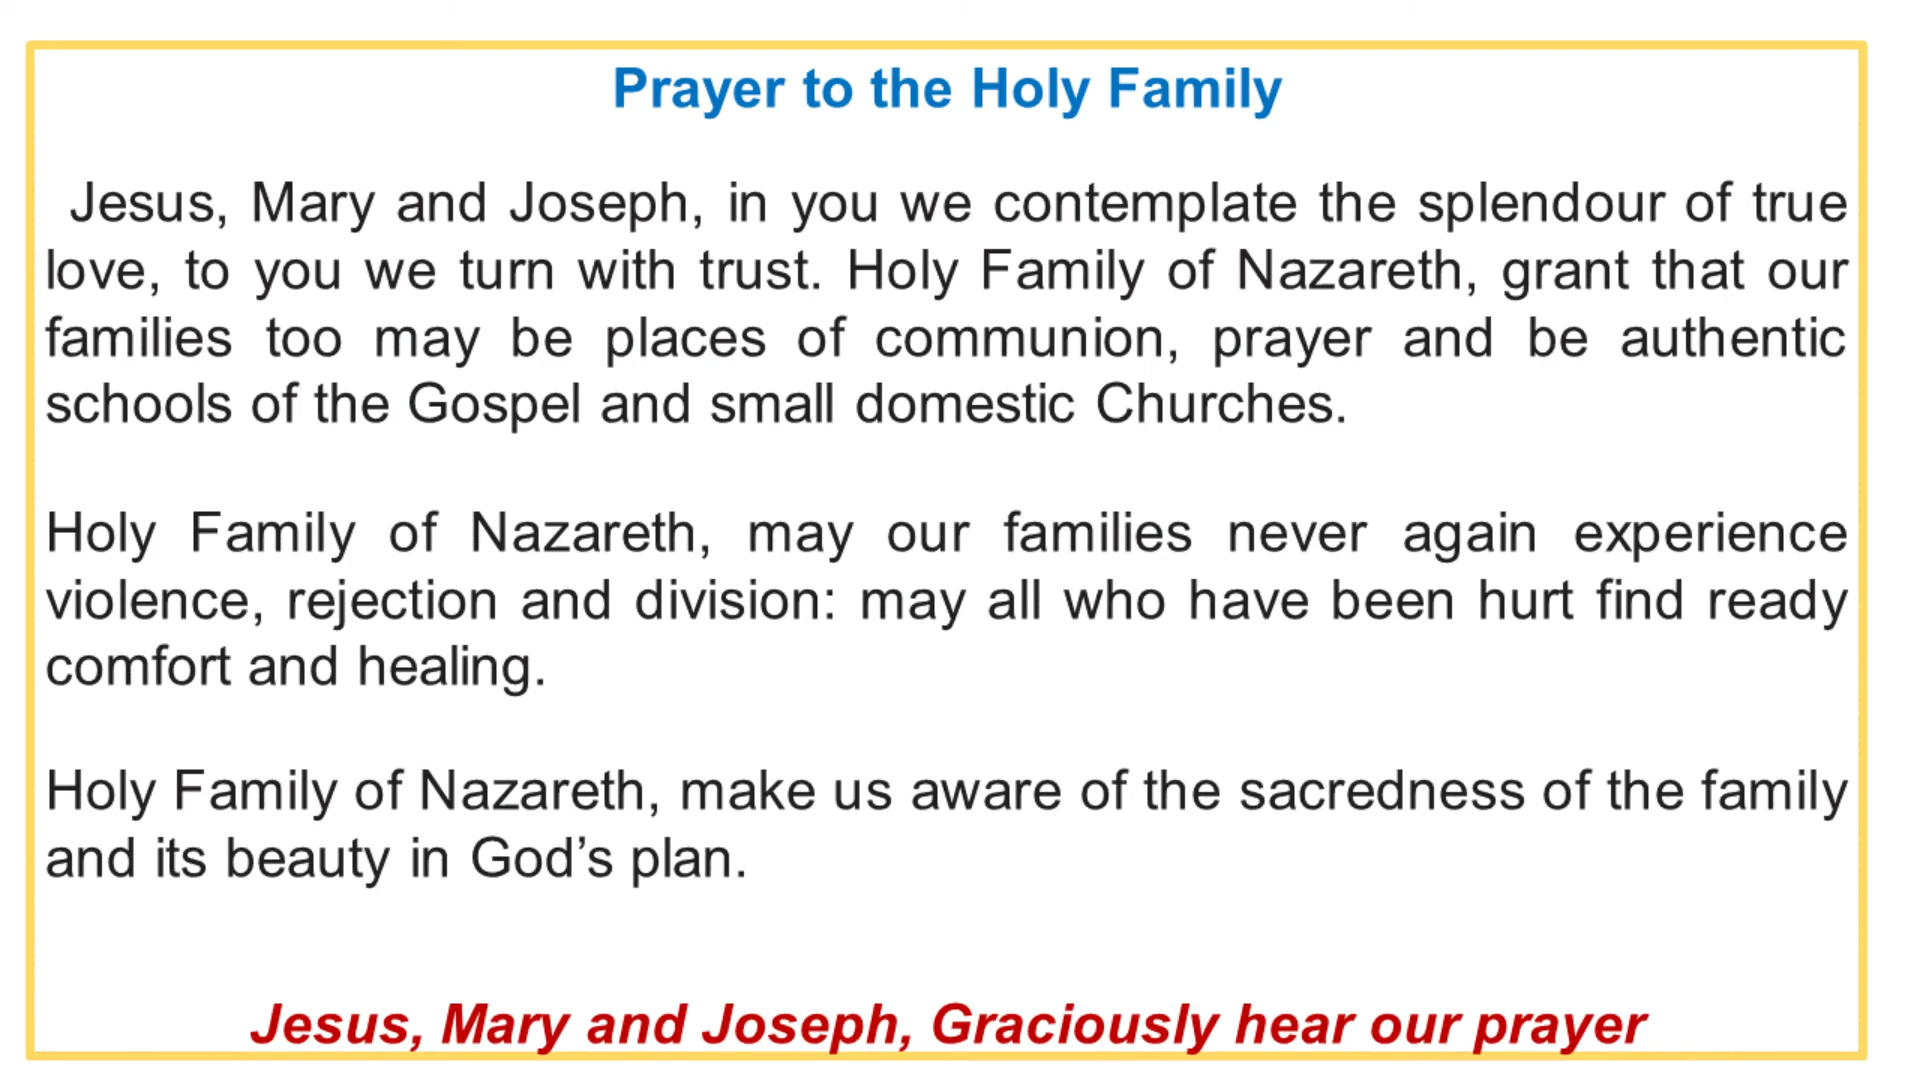 Prayer to the Holy Family
Jesus, Mary and Joseph, in you we contemplate the splendour of true
love, to you we turn with trust. Holy Family of Nazareth, grant that our
families too may be places of communion, prayer and be authentic
schools of the Gospel and small domestic Churches.
Holy Family of Nazareth, may our families never again experience
violence, rejection and division: may all who have been hurt find ready
comfort and healing.
Holy Family of Nazareth, make us aware of the sacredness of the family
and its beauty in God’s plan.
Jesus, Mary and Joseph, Graciously hear our prayer